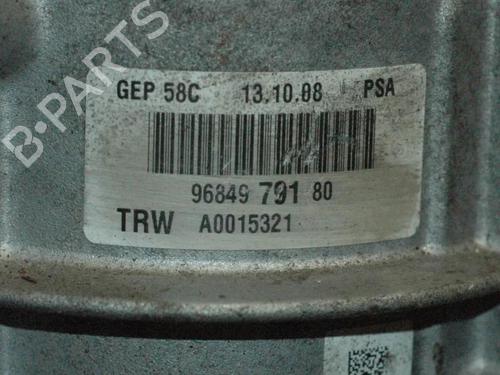 B-PARTS
GEP 58C 13.10.08 PSA
96849 791 80
TRW A0015321